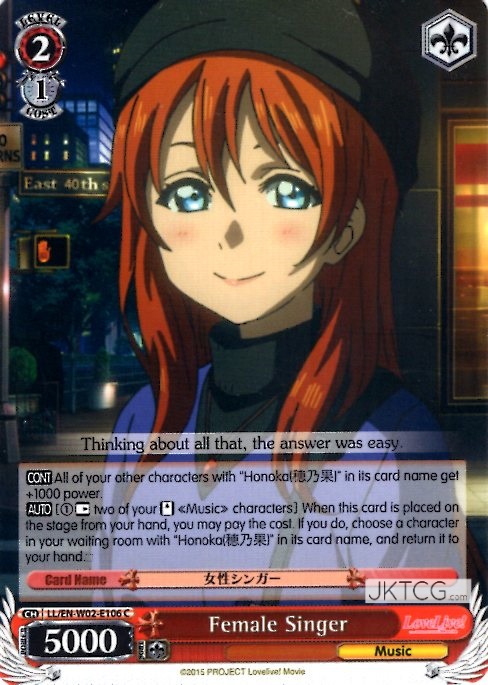 LEVEL
2
1
COST
East 40th s
Thinking about all that, the answer was easy.
CONT All of your other characters with "Honoka(穂乃果)" in its card name get
+1000 power.
AUTO [① two of your «Music» characters] When this card is placed on
the stage from your hand, you may pay the cost. If you do, choose a character
in your waiting room with "Honoka(穂乃果)" in its card name, and return it to
your hand.
Card Name 女性シンガー
JKTCG.com
CH LL/EN-W02-E106 C
5000
Female Singer
LoveLive!
Music
©2015 PROJECT Lovelive! Movie